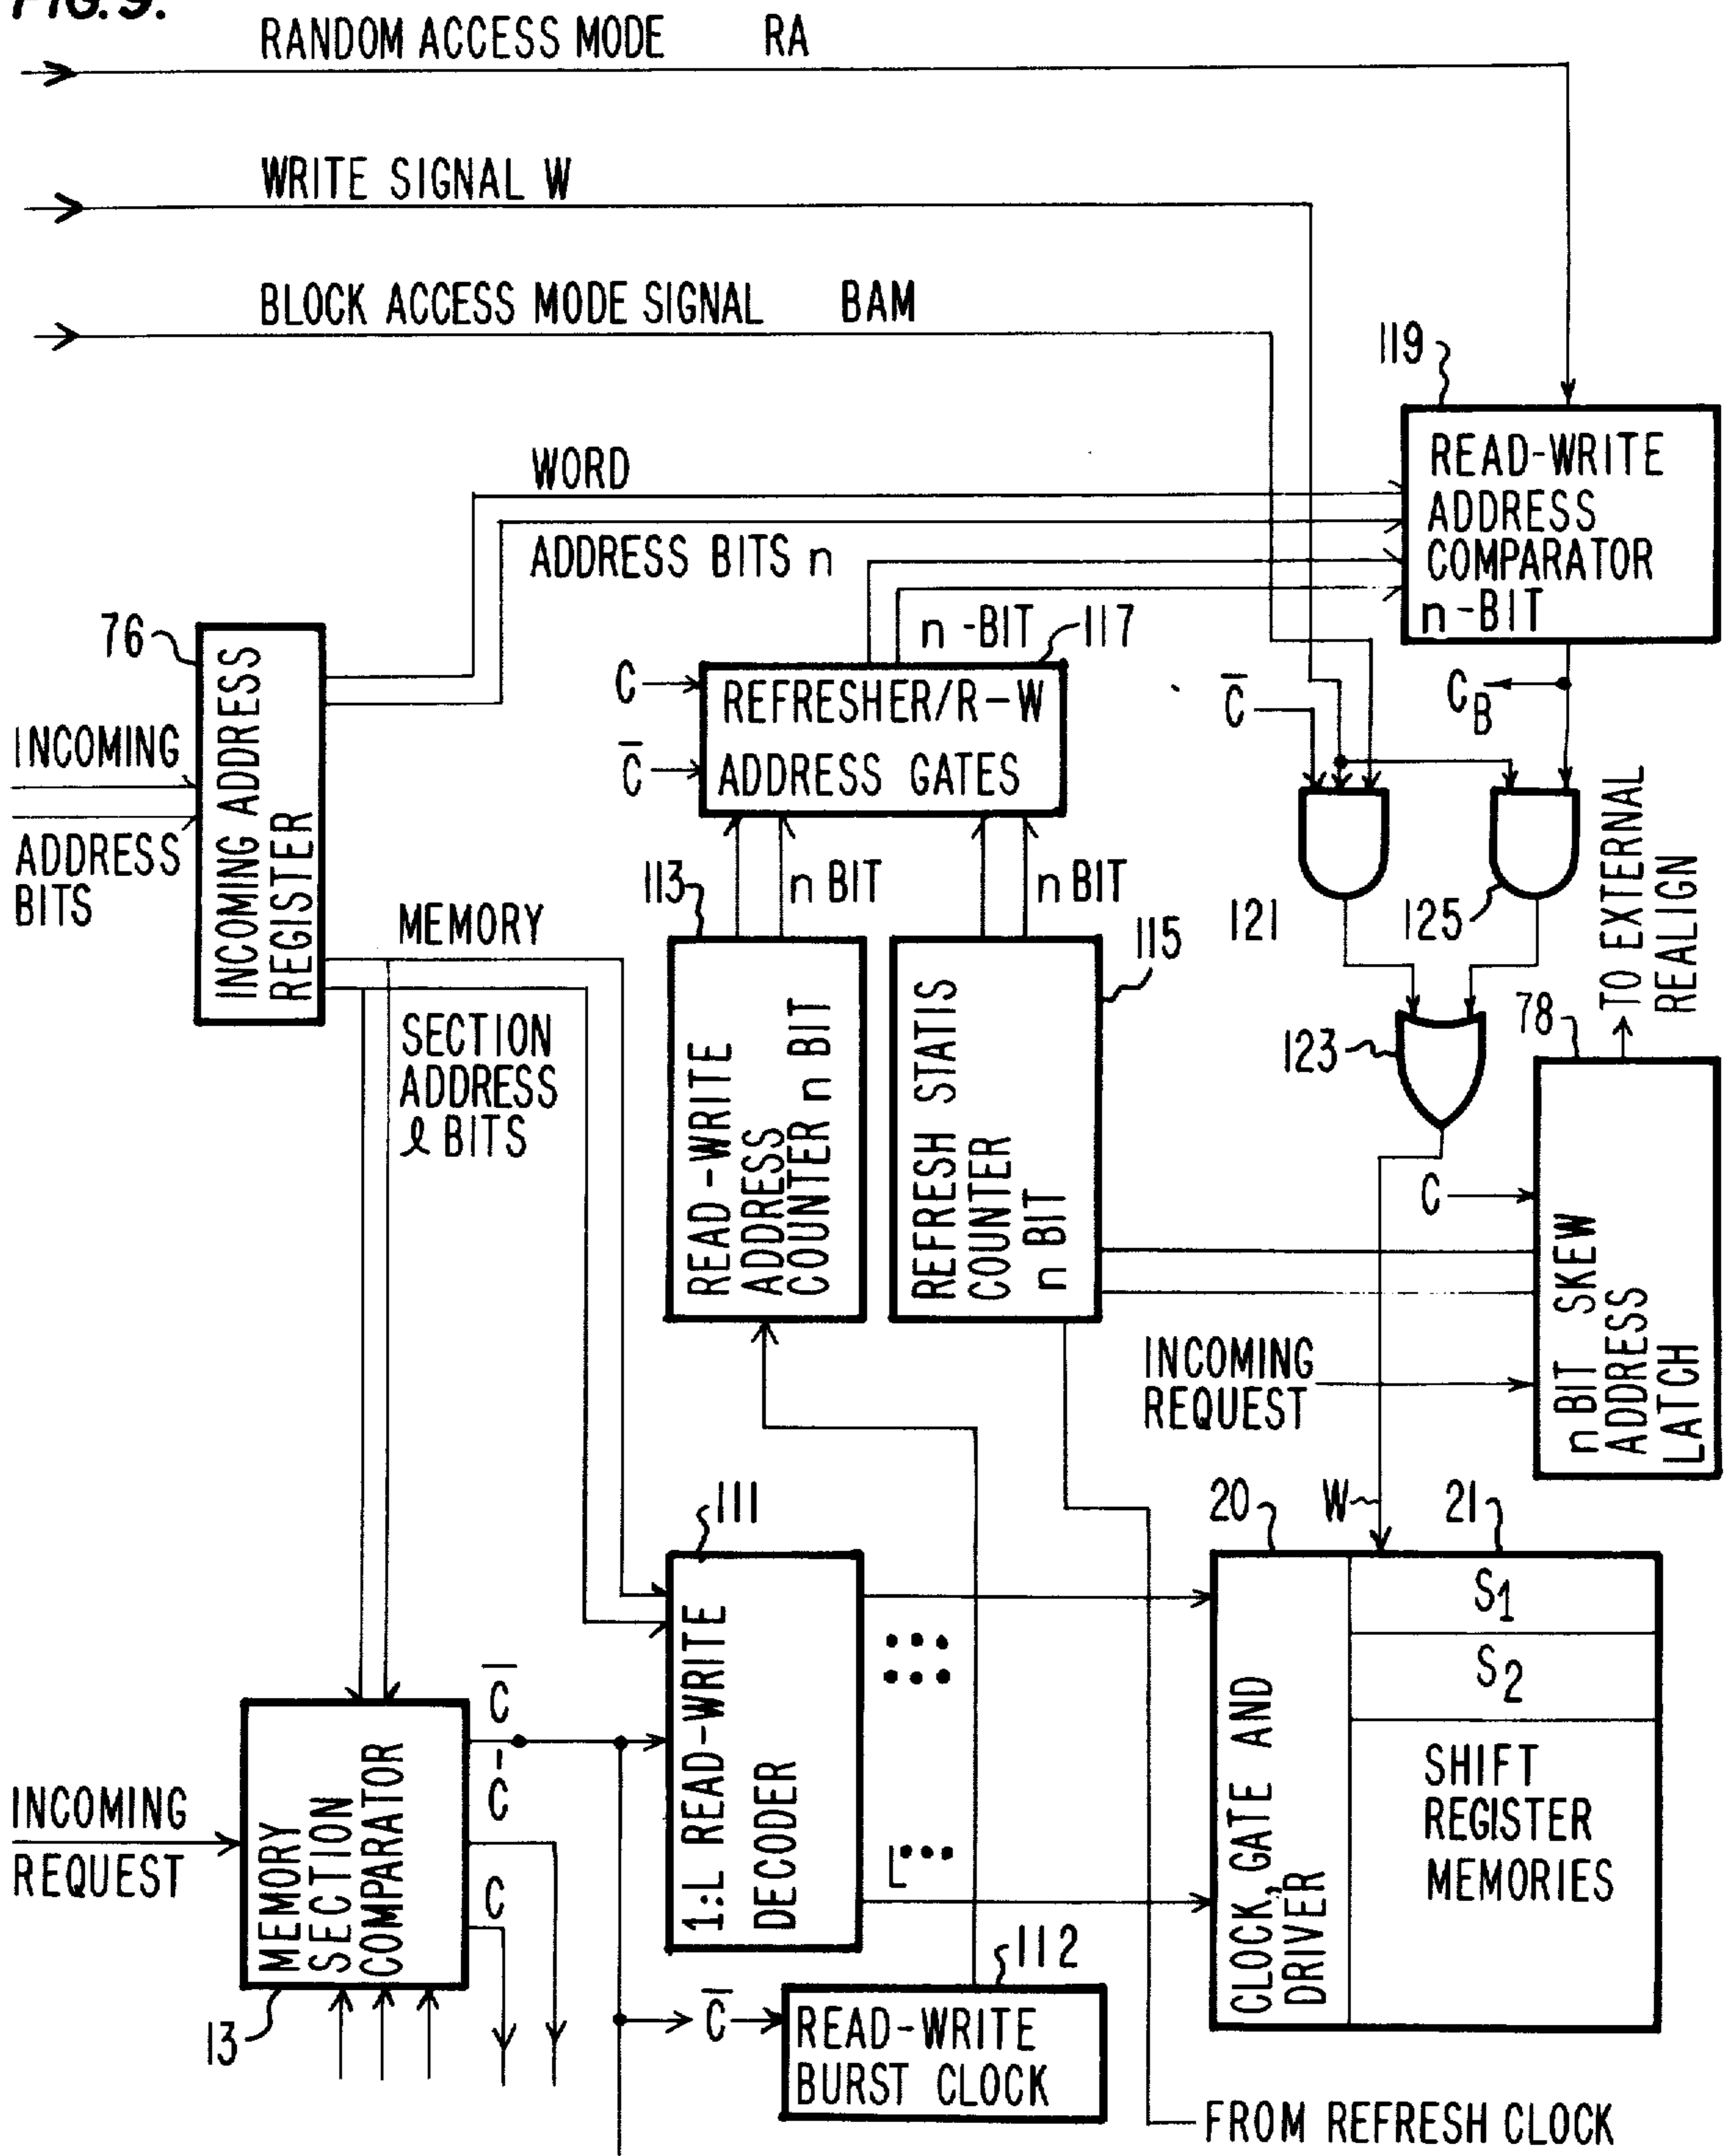 FIG. 9.
RANDOM ACCESS MODE RA
WRITE SIGNAL W
BLOCK ACCESS MODE SIGNAL BAM
119
READ-WRITE
ADDRESS
COMPARATOR
n-BIT
WORD
ADDRESS BITS n
76
INCOMING ADDRESS
REGISTER
INCOMING
ADDRESS
BITS
n-BIT
117
C
C̅
REFRESHER/R-W
ADDRESS GATES
C̅
C_B
113
n BIT
n BIT
115
121
125
TO EXTERNAL
REALIGN
MEMORY
SECTION
ADDRESS
ℓ BITS
READ-WRITE
ADDRESS
COUNTER n BIT
REFRESH STATIS
COUNTER
n BIT
123
78
C
n BIT SKEW
ADDRESS
LATCH
INCOMING
REQUEST
111
20
W
21
1:L READ-WRITE
DECODER
L
CLOCK, GATE AND
DRIVER
S1
S2
SHIFT
REGISTER
MEMORIES
INCOMING
REQUEST
MEMORY
SECTION
COMPARATOR
C̅
C̅
C
13
112
C̅
READ-WRITE
BURST CLOCK
FROM REFRESH CLOCK